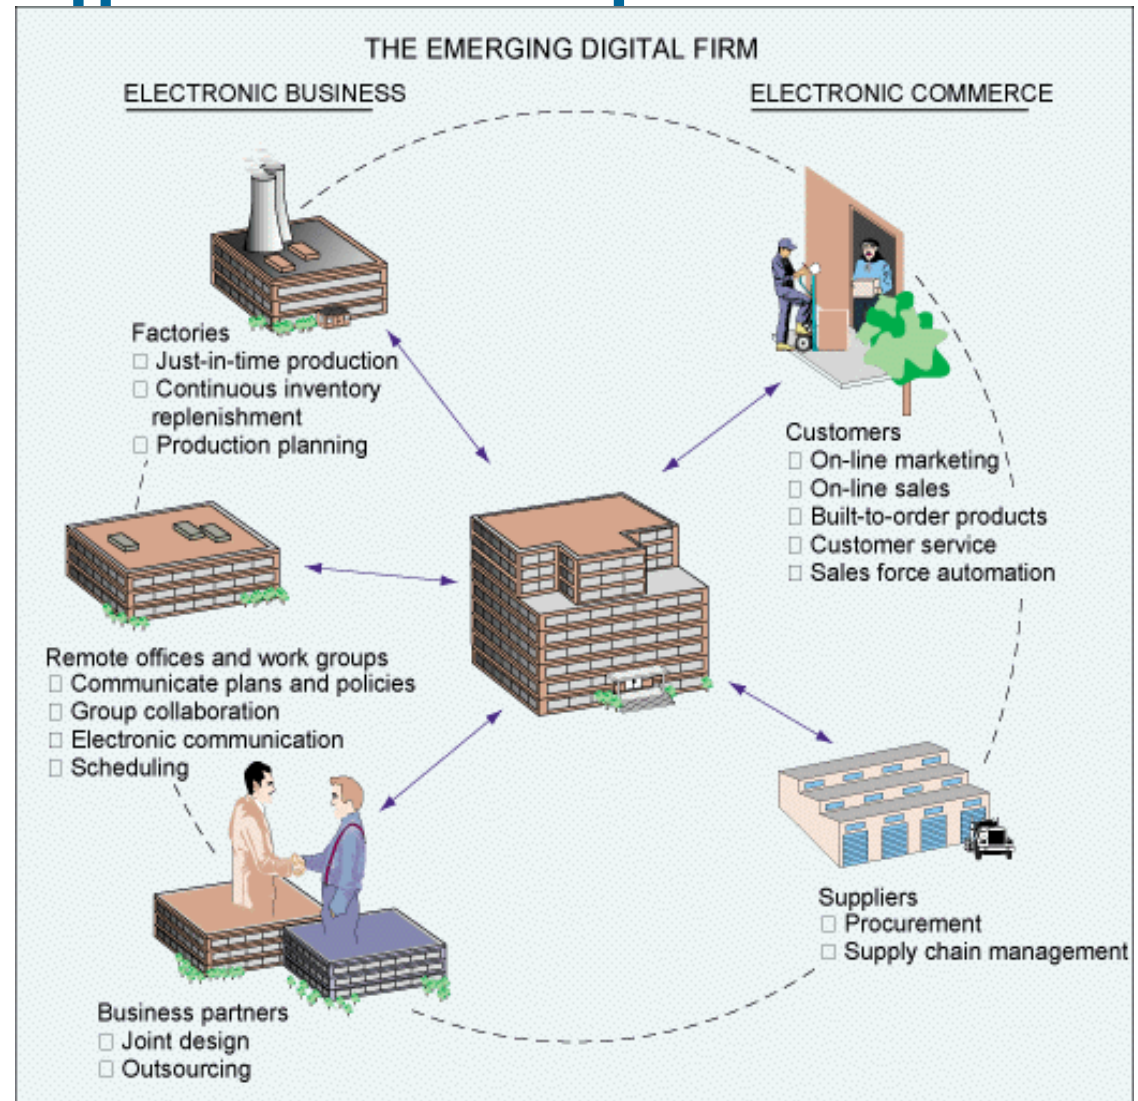 THE EMERGING DIGITAL FIRM
ELECTRONIC BUSINESS
ELECTRONIC COMMERCE
Factories
Just-in-time production
Continuous inventory
replenishment
Production planning
Customers
On-line marketing
On-line sales
Built-to-order products
Customer service
Sales force automation
Remote offices and work groups
Communicate plans and policies
Group collaboration
Electronic communication
Scheduling
Suppliers
Procurement
Supply chain management
Business partners
Joint design
Outsourcing